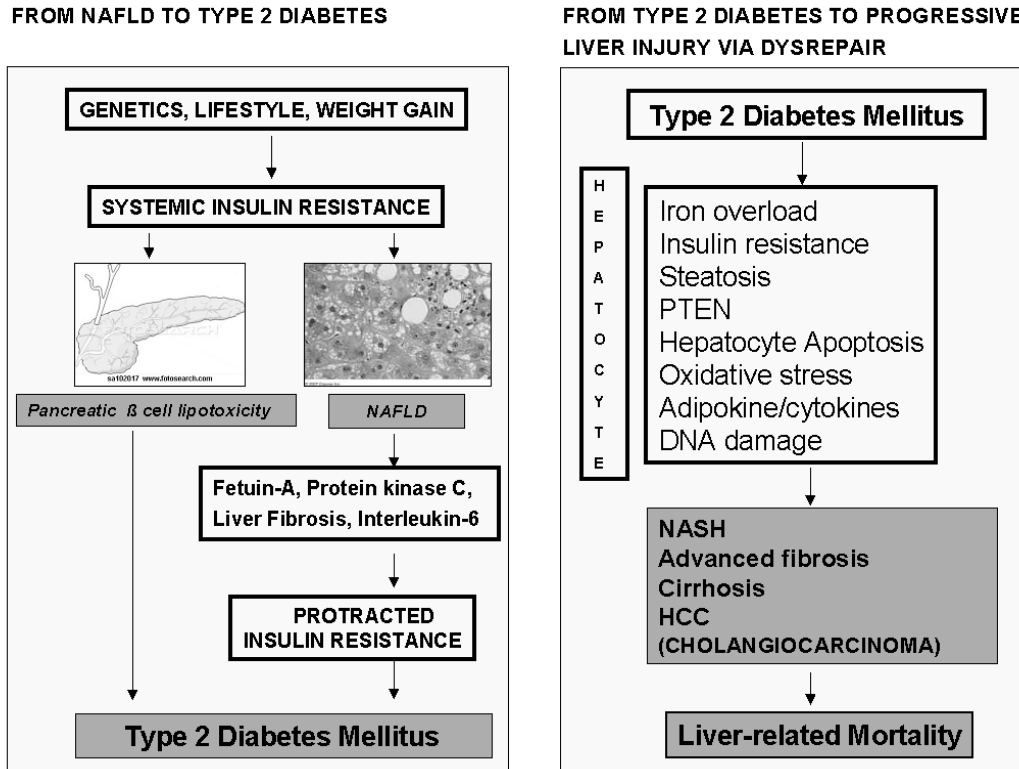 FROM NAFLD TO TYPE 2 DIABETES
GENETICS, LIFESTYLE, WEIGHT GAIN
SYSTEMIC INSULIN RESISTANCE
sa102017 www.fotosearch.com
Pancreatic ß cell lipotoxicity
NAFLD
Fetuin-A, Protein kinase C,
Liver Fibrosis, Interleukin-6
PROTRACTED
INSULIN RESISTANCE
Type 2 Diabetes Mellitus
FROM TYPE 2 DIABETES TO PROGRESSIVE
LIVER INJURY VIA DYSREPAIR
Type 2 Diabetes Mellitus
H
E
P
A
T
O
C
Y
T
E
Iron overload
Insulin resistance
Steatosis
PTEN
Hepatocyte Apoptosis
Oxidative stress
Adipokine/cytokines
DNA damage
NASH
Advanced fibrosis
Cirrhosis
HCC
(CHOLANGIOCARCINOMA)
Liver-related Mortality